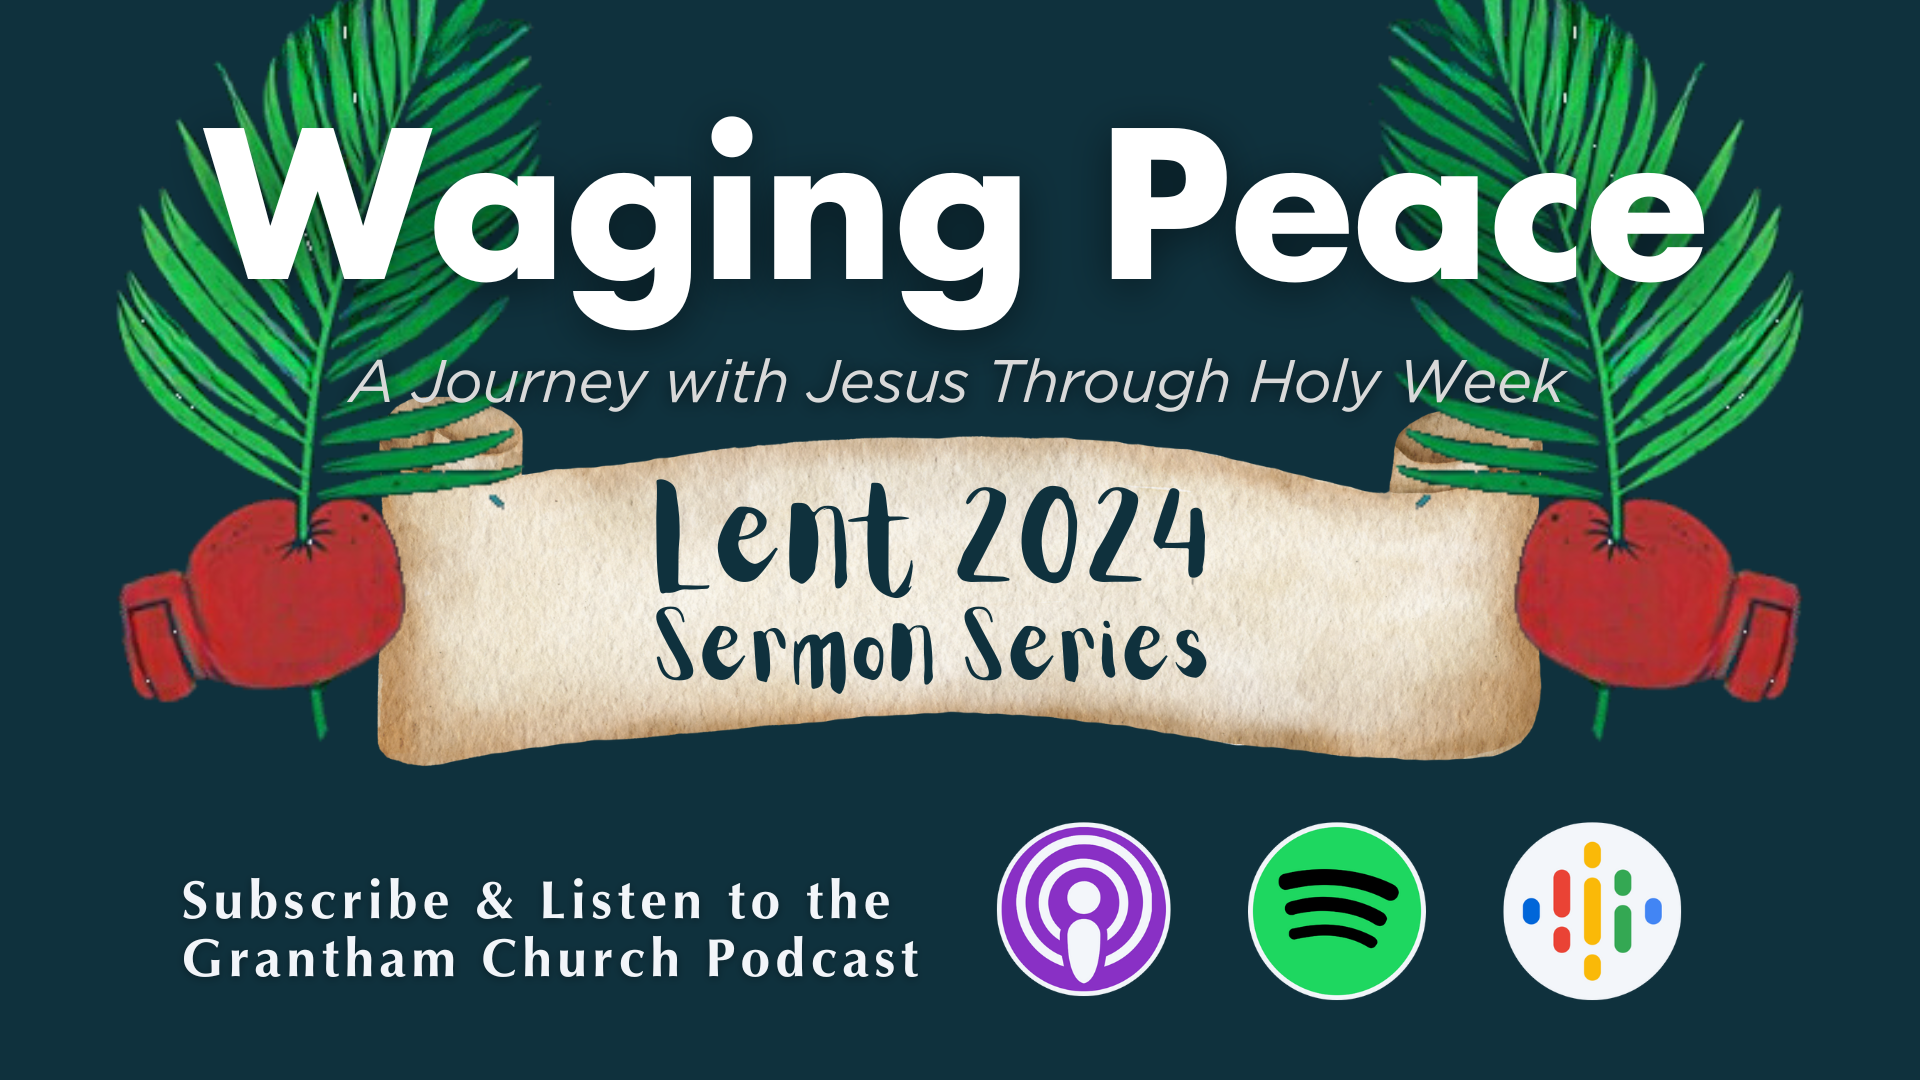 Waging Peace
A Journey with Jesus Through Holy Week
Lent 2024
Sermon Series
Subscribe & Listen to the
Grantham Church Podcast